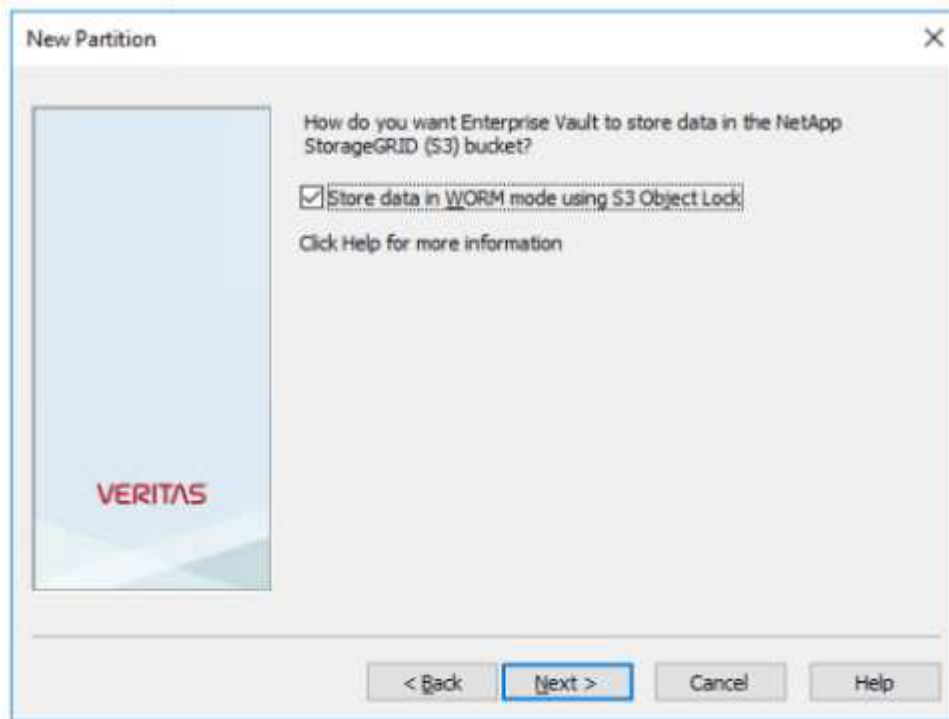 New Partition
How do you want Enterprise Vault to store data in the NetApp
StorageGRID (S3) bucket?
Store data in WORM mode using S3 Object Lock
Click Help for more information
VERITAS
< Back
Next >
Cancel
Help